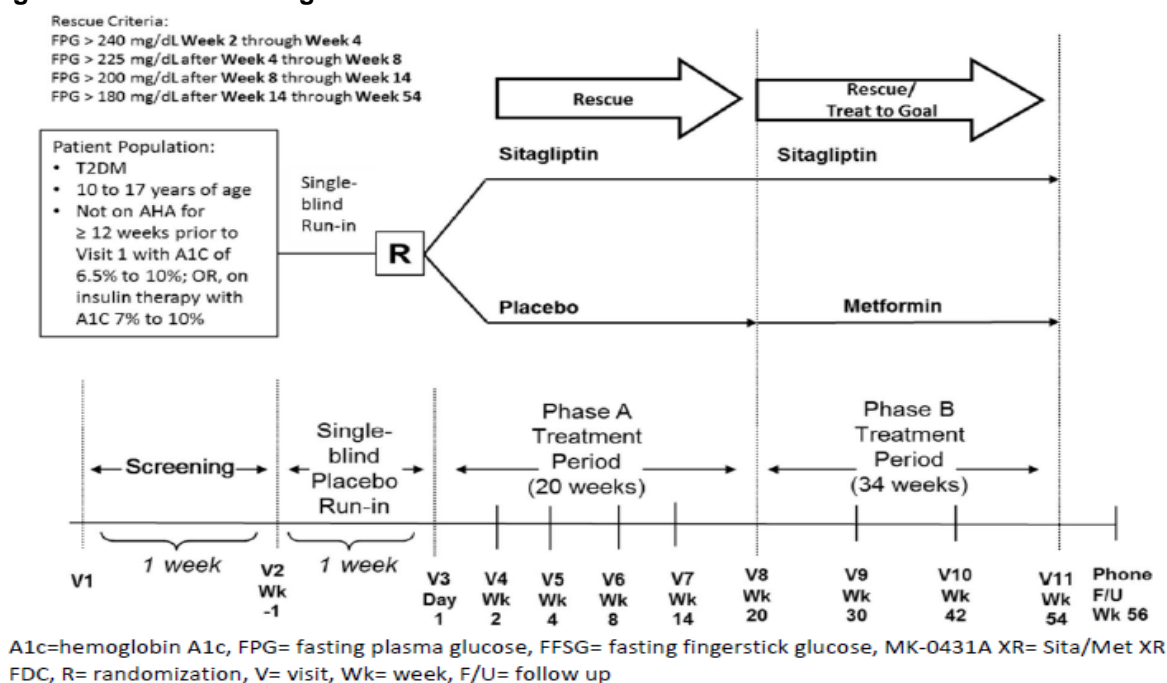 Rescue Criteria:
FPG > 240 mg/dL Week 2 through Week 4
FPG > 225 mg/dL after Week 4 through Week 8
FPG > 200 mg/dL after Week 8 through Week 14
FPG > 180 mg/dL after Week 14 through Week 54
Patient Population:
• T2DM
• 10 to 17 years of age
• Not on AHA for
≥ 12 weeks prior to
Visit 1 with A1C of
6.5% to 10%; OR, on
insulin therapy with
A1C 7% to 10%
Single-
blind
Run-in
R
Rescue
Rescue/
Treat to Goal
Sitagliptin
Sitagliptin
Placebo
Metformin
Screening
Single-
blind
Placebo
Run-in
Phase A
Treatment
Period
(20 weeks)
Phase B
Treatment
Period
(34 weeks)
1 week
1 week
V1
V2
Wk
-1
V3
Day
1
V4
Wk
2
V5
Wk
4
V6
Wk
8
V7
Wk
14
V8
Wk
20
V9
Wk
30
V10
Wk
42
V11
Wk
54
Phone
F/U
Wk 56
A1c=hemoglobin A1c, FPG= fasting plasma glucose, FFSG= fasting fingerstick glucose, MK-0431A XR= Sita/Met XR
FDC, R= randomization, V= visit, Wk= week, F/U= follow up